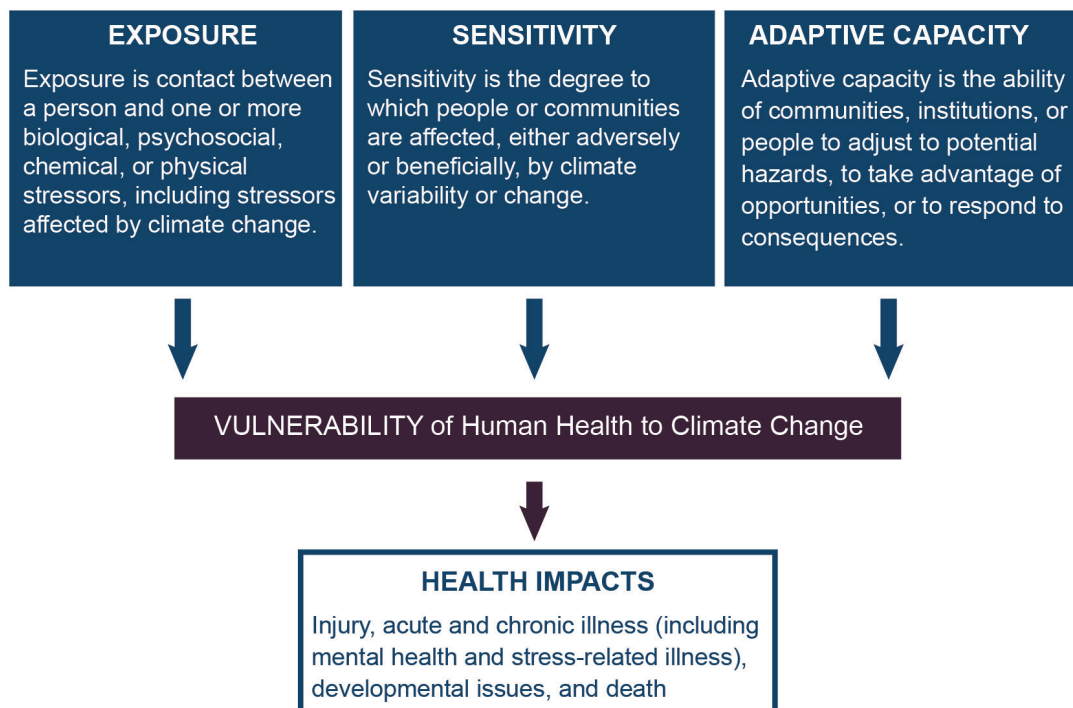 EXPOSURE
Exposure is contact between
a person and one or more
biological, psychosocial,
chemical, or physical
stressors, including stressors
affected by climate change.
SENSITIVITY
Sensitivity is the degree to
which people or communities
are affected, either adversely
or beneficially, by climate
variability or change.
ADAPTIVE CAPACITY
Adaptive capacity is the ability
of communities, institutions, or
people to adjust to potential
hazards, to take advantage of
opportunities, or to respond to
consequences.
VULNERABILITY of Human Health to Climate Change
HEALTH IMPACTS
Injury, acute and chronic illness (including
mental health and stress-related illness),
developmental issues, and death